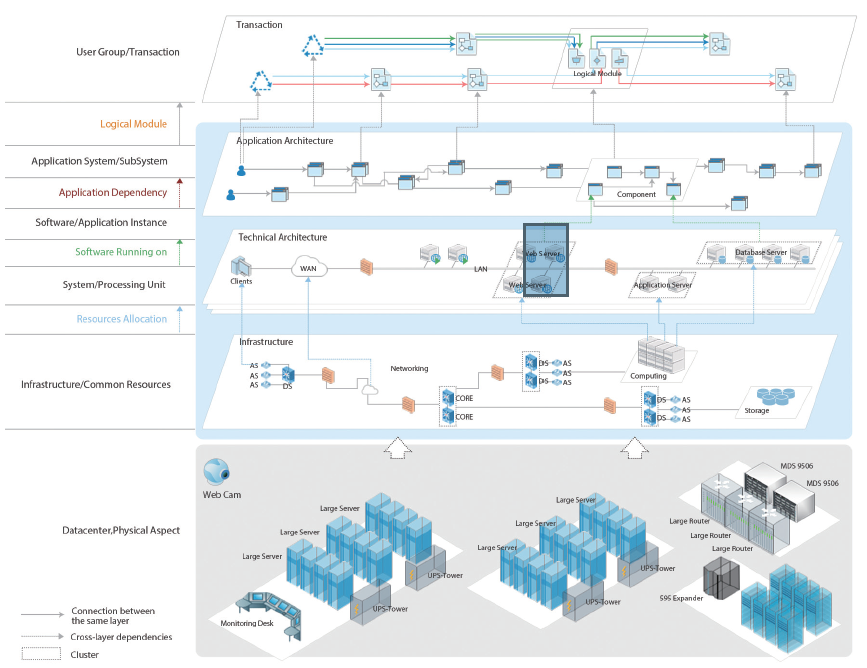 Transaction
User Group/Transaction
Logical Module
Logical Module
Application Architecture
Application System/SubSystem
Application Dependency
Component
Software/Application Instance
Technical Architecture
Software Running on
Web Server
Database Server
WAN
LAN
Clients
System/Processing Unit
Web Server
Application Server
Resources Allocation
Infrastructure
AS
AS
AS
DS
Networking
DS
AS
AS
DS
AS
Computing
Infrastructure/Common Resources
CORE
CORE
DS
AS
AS
DS
AS
Storage
Web Cam
MDS 9506
MDS 9506
Large Server
Large Server
Large Server
Large Server
Large Server
Large Server
Large Router
Large Router
Large Router
Datacenter,Physical Aspect
UPS-Tower
UPS-Tower
UPS-Tower
UPS-Tower
595 Expander
Monitoring Desk
Connection between
the same layer
Cross-layer dependencies
Cluster